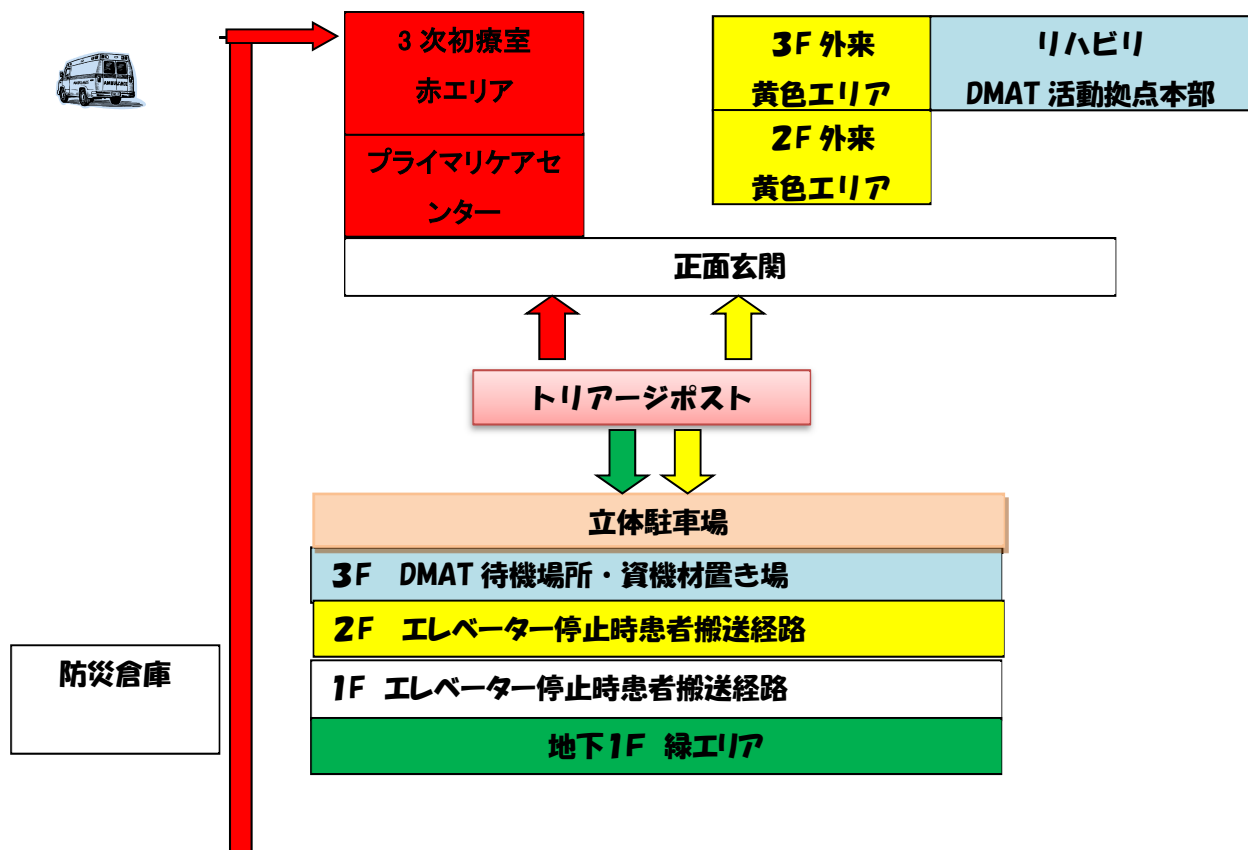 3次初療室
赤エリア
プライマリケアセ
ンター
3F 外来
黄色エリア
2F 外来
黄色エリア
リハビリ
DMAT 活動拠点本部
正面玄関
トリアージポスト
立体駐車場
3F DMAT 待機場所・資機材置き場
2F エレベーター停止時患者搬送経路
1F エレベーター停止時患者搬送経路
地下1F 緑エリア
防災倉庫
AMBULANCE